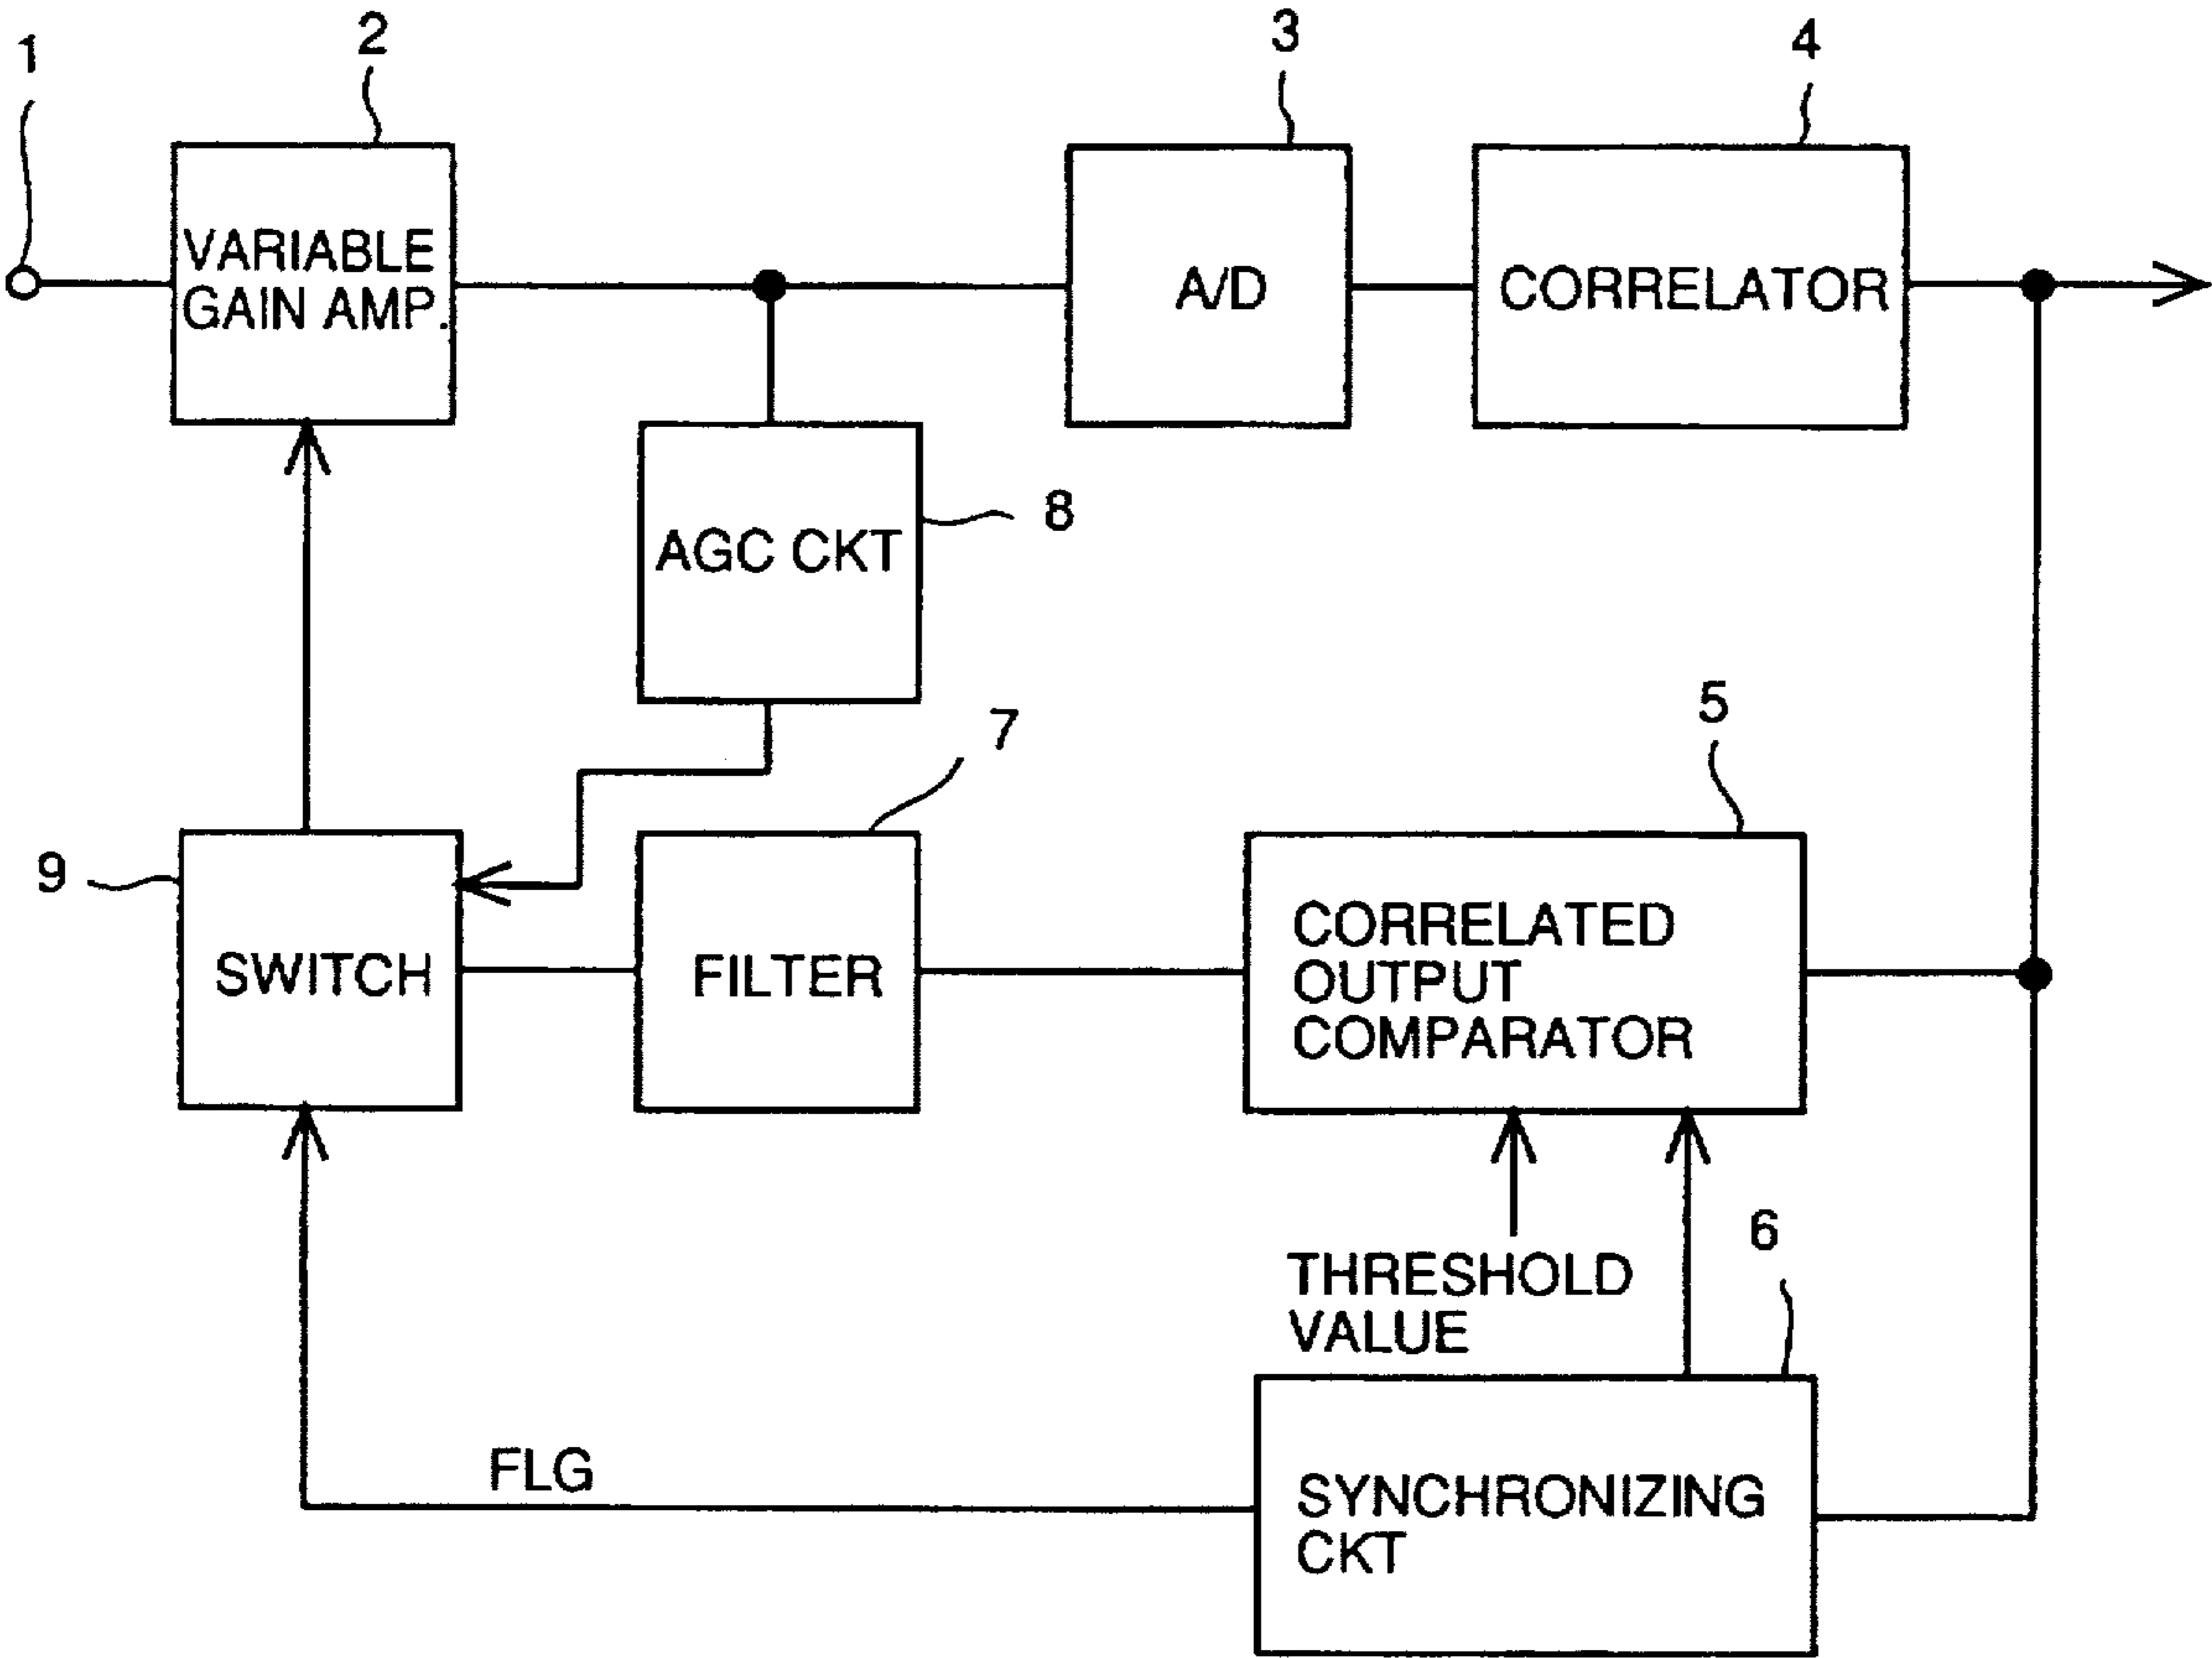 1
2
3
4
VARIABLE
GAIN AMP.
A/D
CORRELATOR
AGC CKT
8
7
5
9
SWITCH
FILTER
CORRELATED
OUTPUT
COMPARATOR
THRESHOLD
VALUE
6
FLG
SYNCHRONIZING
CKT